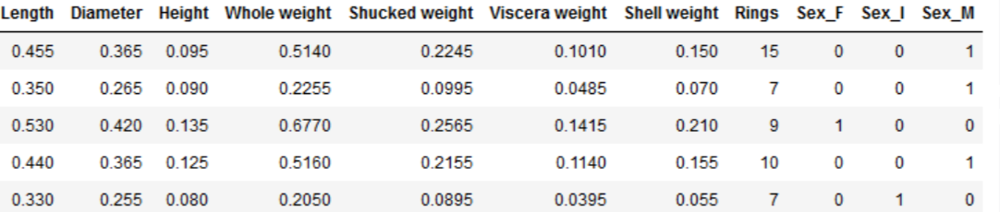 Length Diameter Height Whole weight Shucked weight Viscera weight Shell weight Rings Sex_F Sex_I Sex_M
0.455 0.365 0.095 0.5140 0.2245 0.1010 0.150 15 0 0 1
0.350 0.265 0.090 0.2255 0.0995 0.0485 0.070 7 0 0 1
0.530 0.420 0.135 0.6770 0.2565 0.1415 0.210 9 1 0 0
0.440 0.365 0.125 0.5160 0.2155 0.1140 0.155 10 0 0 1
0.330 0.255 0.080 0.2050 0.0895 0.0395 0.055 7 0 1 0